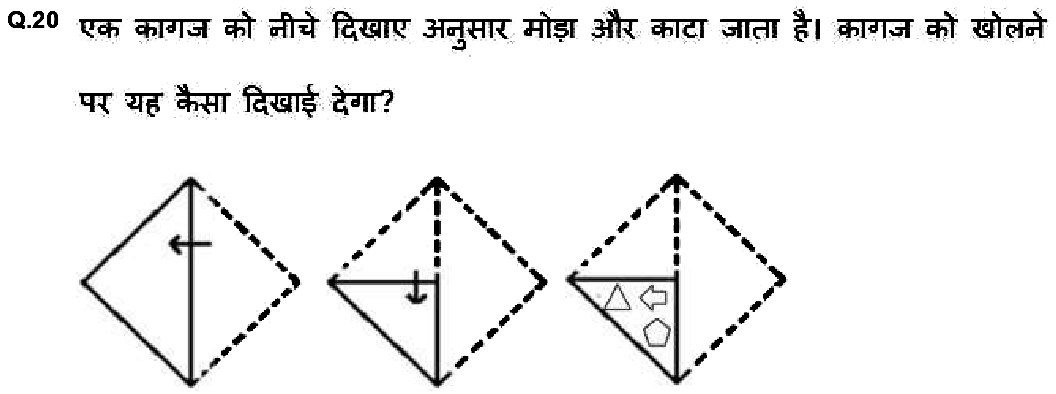 Q.20 एक कागज को नीचे दिखाए अनुसार मोड़ा और काटा जाता है। कागज को खोलने
पर यह कैसा दिखाई देगा?